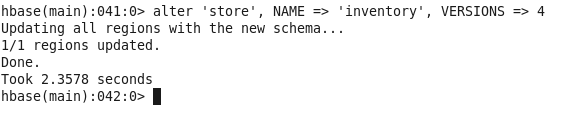 hbase(main):041:0> alter 'store', NAME => 'inventory', VERSIONS => 4
Updating all regions with the new schema...
1/1 regions updated.
Done.
Took 2.3578 seconds
hbase(main):042:0>